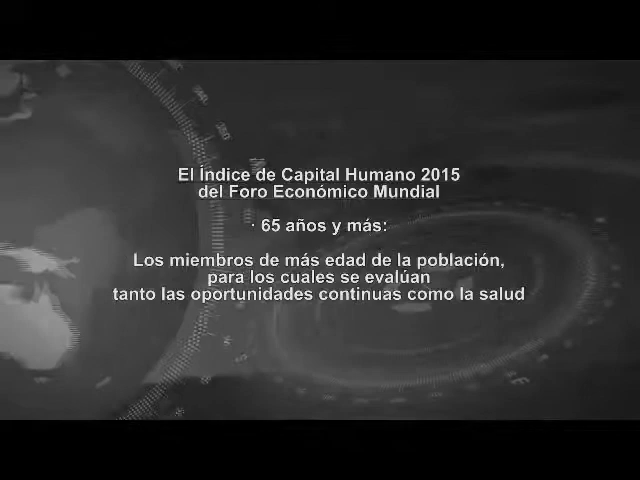 El Índice de Capital Humano 2015
del Foro Económico Mundial
· 65 años y más:
Los miembros de más edad de la población,
para los cuales se evalúan
tanto las oportunidades continuas como la salud